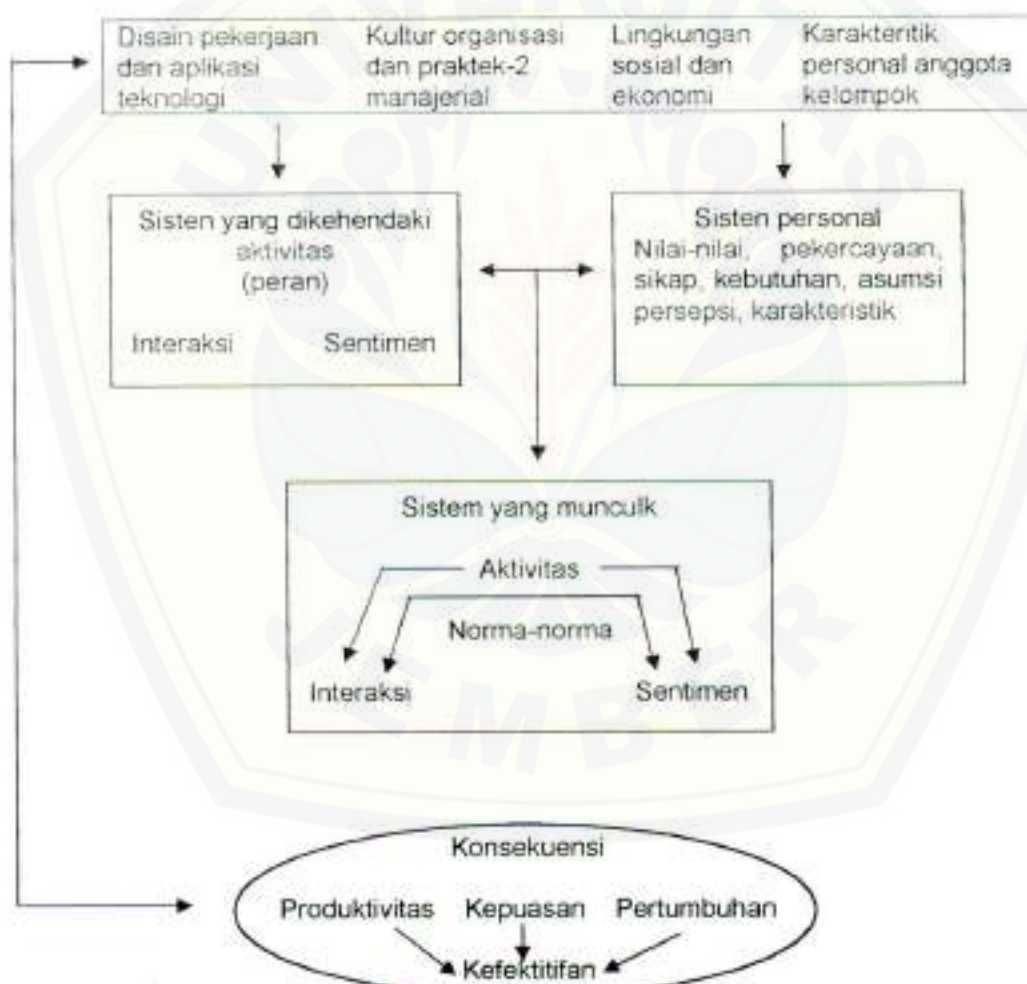 Disain pekerjaan
dan aplikasi
teknologi
Kultur organisasi
dan praktek-2
manajerial
Lingkungan
sosial dan
ekonomi
Karakteritik
personal anggota
kelompok
Sisten yang dikehendaki
aktivitas
(peran)
Interaksi Sentimen
Sisten personal
Nilai-nilai, pekercayaan,
sikap, kebutuhan, asumsi
persepsi, karakteristik
Sistem yang munculk
Aktivitas
Norma-norma
Interaksi Sentimen
Konsekuensi
Produktivitas Kepuasan Pertumbuhan
Kefektitifan
UNIVERSITAS
JEMBER